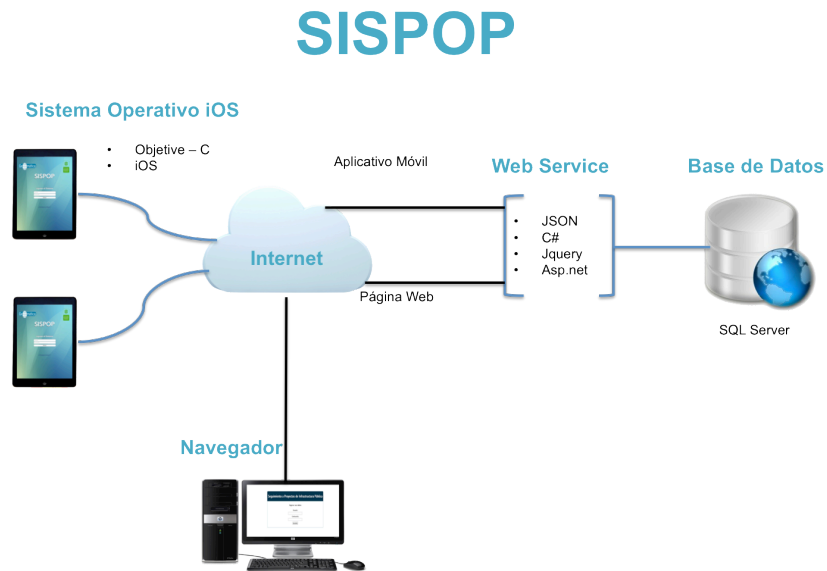 SISPOP
Sistema Operativo iOS
• Objetive – C
• iOS
SISPOP
SISPOP
Aplicativo Móvil
Internet
Página Web
Web Service
• JSON
• C#
• Jquery
• Asp.net
Base de Datos
SQL Server
Navegador